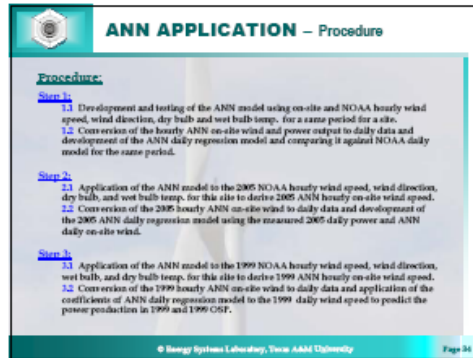 ANN APPLICATION – Procedure
Procedure:
Step 1:
1.1 Development and testing of the ANN model using on-site and NOAA hourly wind
speed, wind direction, dry bulb and wet bulb temp. for a same period for a site.
1.2 Conversion of the hourly ANN on-site wind and power output to daily data and
development of the ANN daily regression model and comparing it against NOAA daily
model for the same period.
Step 2:
2.1 Application of the ANN model to the 2005 NOAA hourly wind speed, wind direction,
dry bulb, and wet bulb temp. for this site to derive 2005 ANN hourly on-site wind speed.
2.2 Conversion of the 2005 hourly ANN on-site wind to daily data and development of
the 2005 ANN daily regression model using the measured 2005 daily power and ANN
daily on-site wind.
Step 3:
3.1 Application of the ANN model to the 1999 NOAA hourly wind speed, wind direction,
wet bulb, and dry bulb temp. for this site to derive 1999 ANN hourly on-site wind speed.
3.2 Conversion of the 1999 hourly ANN on-site wind to daily data and application of the
coefficients of ANN daily regression model to the 1999 daily wind speed to predict the
power production in 1999 and 1999 OSP.
© Energy Systems Laboratory, Texas A&M University
Page 34